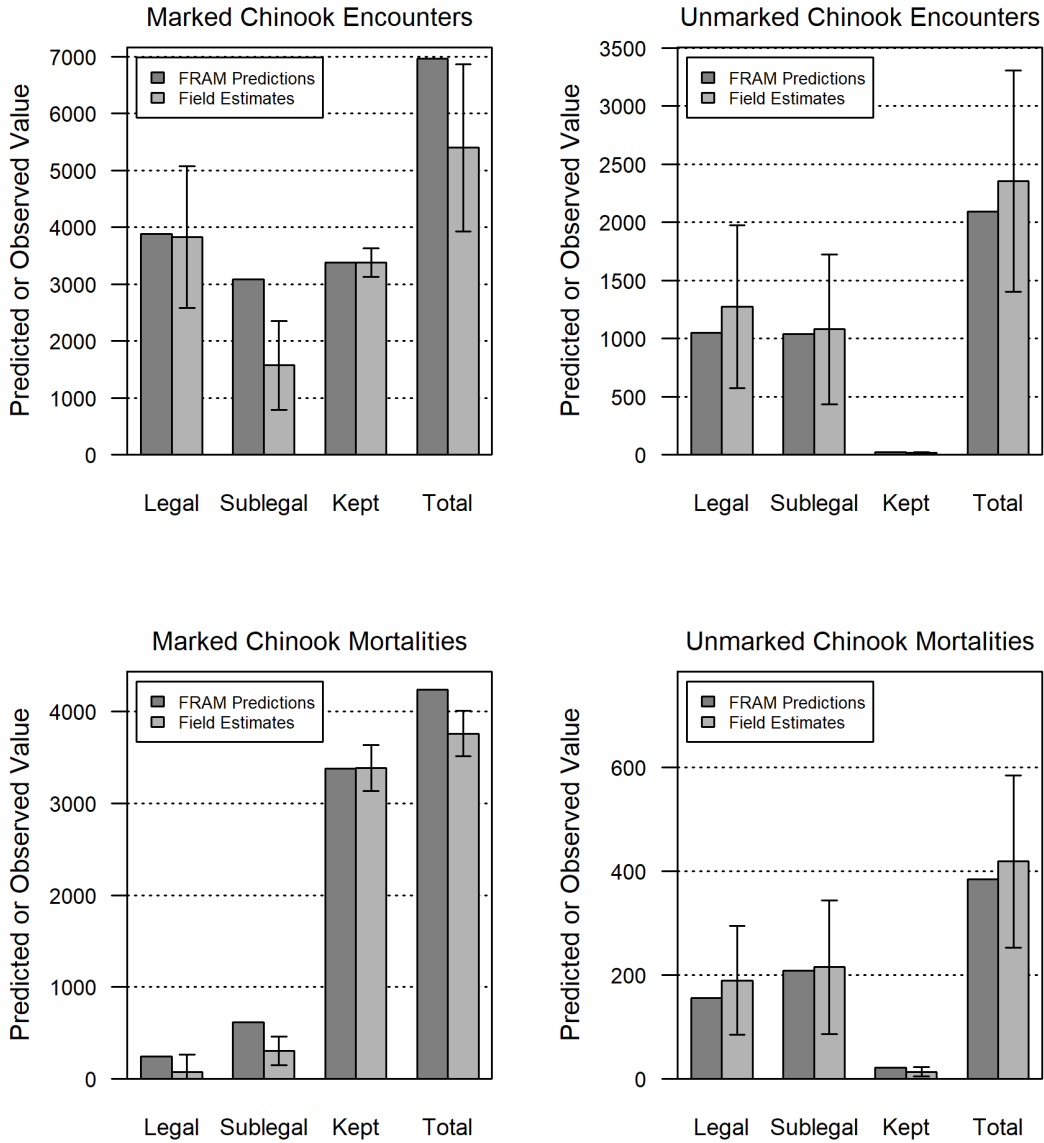 Marked Chinook Encounters
Predicted or Observed Value
7000
6000
5000
4000
3000
2000
1000
0
FRAM Predictions
Field Estimates
Legal Sublegal Kept Total
Unmarked Chinook Encounters
Predicted or Observed Value
3500
3000
2500
2000
1500
1000
500
0
FRAM Predictions
Field Estimates
Legal Sublegal Kept Total
Marked Chinook Mortalities
Predicted or Observed Value
4000
3000
2000
1000
0
FRAM Predictions
Field Estimates
Legal Sublegal Kept Total
Unmarked Chinook Mortalities
Predicted or Observed Value
600
400
200
0
FRAM Predictions
Field Estimates
Legal Sublegal Kept Total